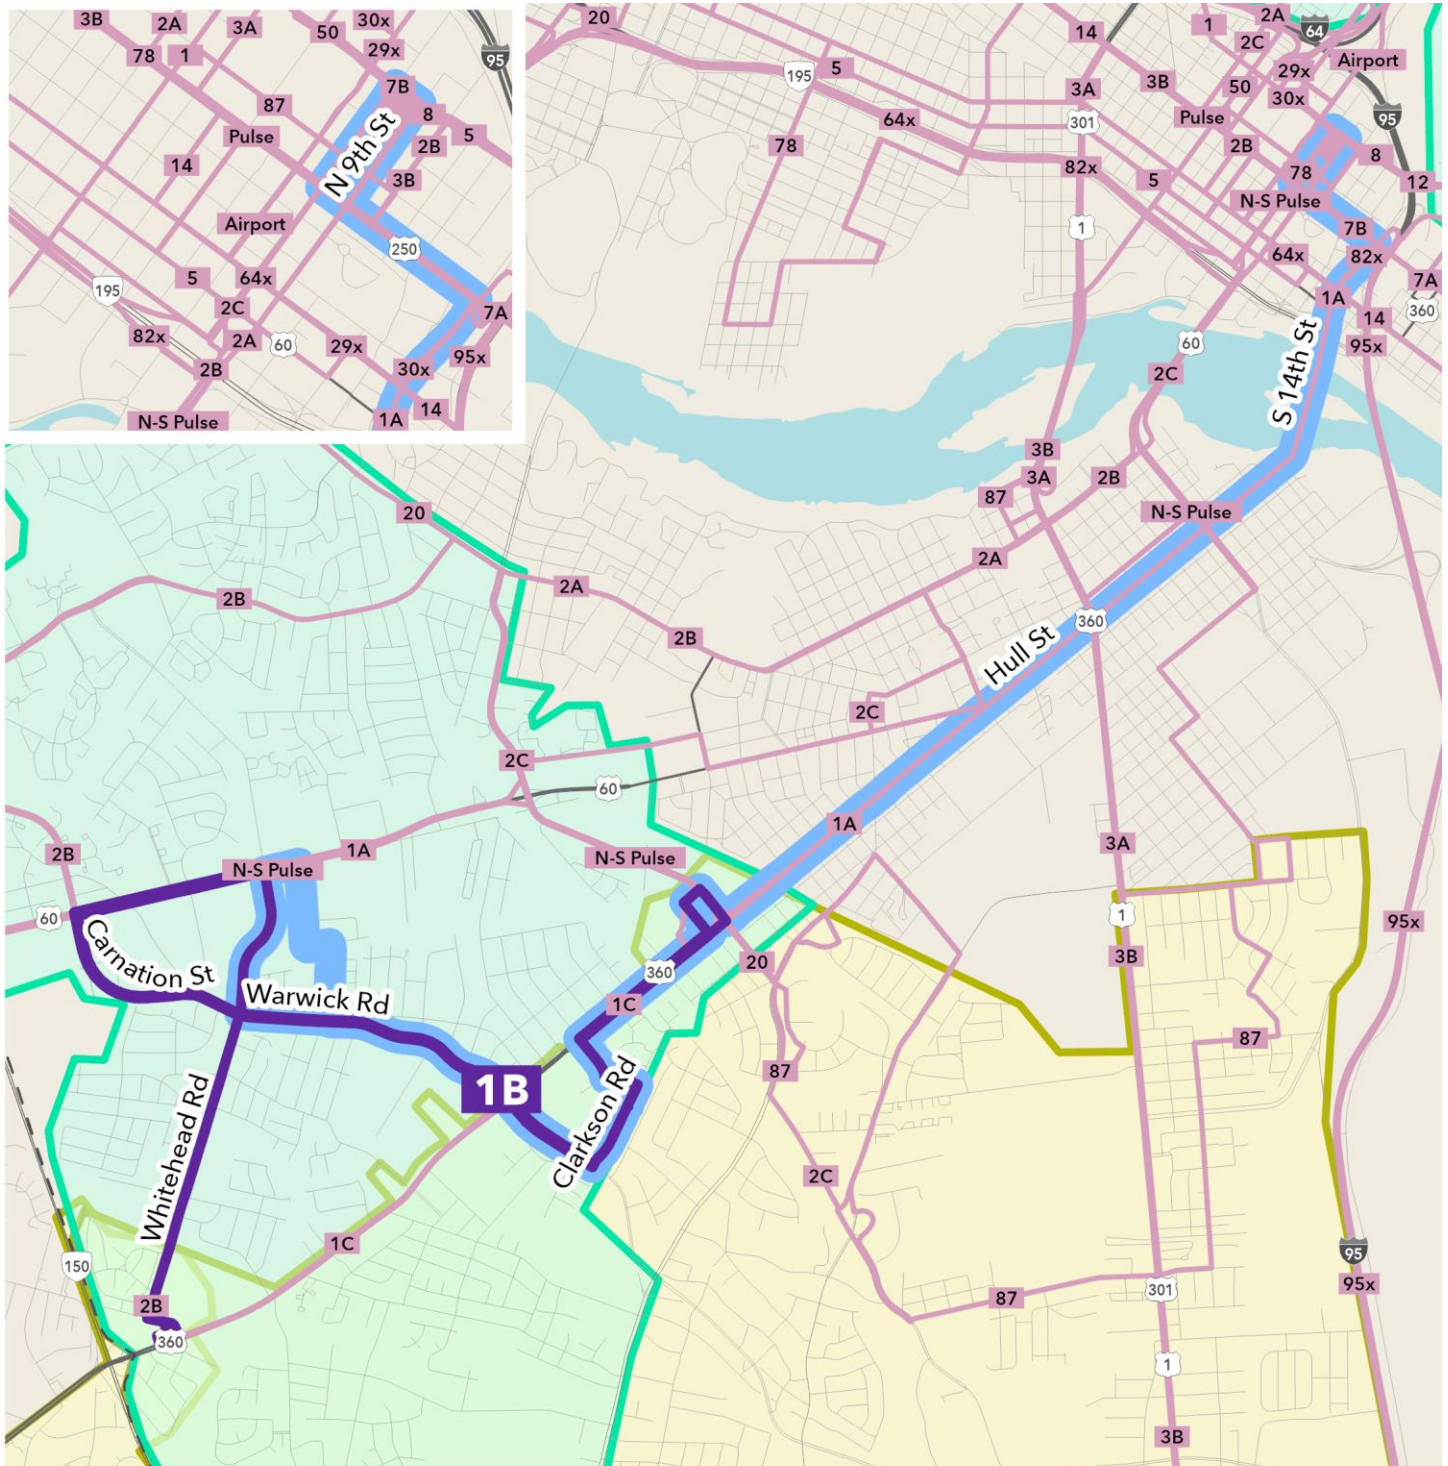 3B
2A
3A
50
30x
78
1
29x
95
87
7B
8
5
Pulse
N 9th St
2B
14
3B
Airport
250
195
5
64x
2C
7A
82x
2A
60
29x
95x
2B
30x
N-S Pulse
1A
14
20
14
1
2A
64
2C
Airport
195
5
3A
3B
50
29x
30x
64x
301
Pulse
95
78
2B
8
82x
5
78
12
N-S Pulse
1
7B
64x
82x
7A
1A
14
360
60
95x
2C
S 14th St
3B
3A
2B
87
20
N-S Pulse
2A
2A
2B
2B
360
Hull St
2C
2C
60
1A
3A
2B
1A
N-S Pulse
N-S Pulse
60
1
95x
Carnation St
3B
360
20
Warwick Rd
1C
87
87
1B
Clarkson Rd
Whitehead Rd
2C
1C
150
95
301
95x
87
2B
360
1
3B